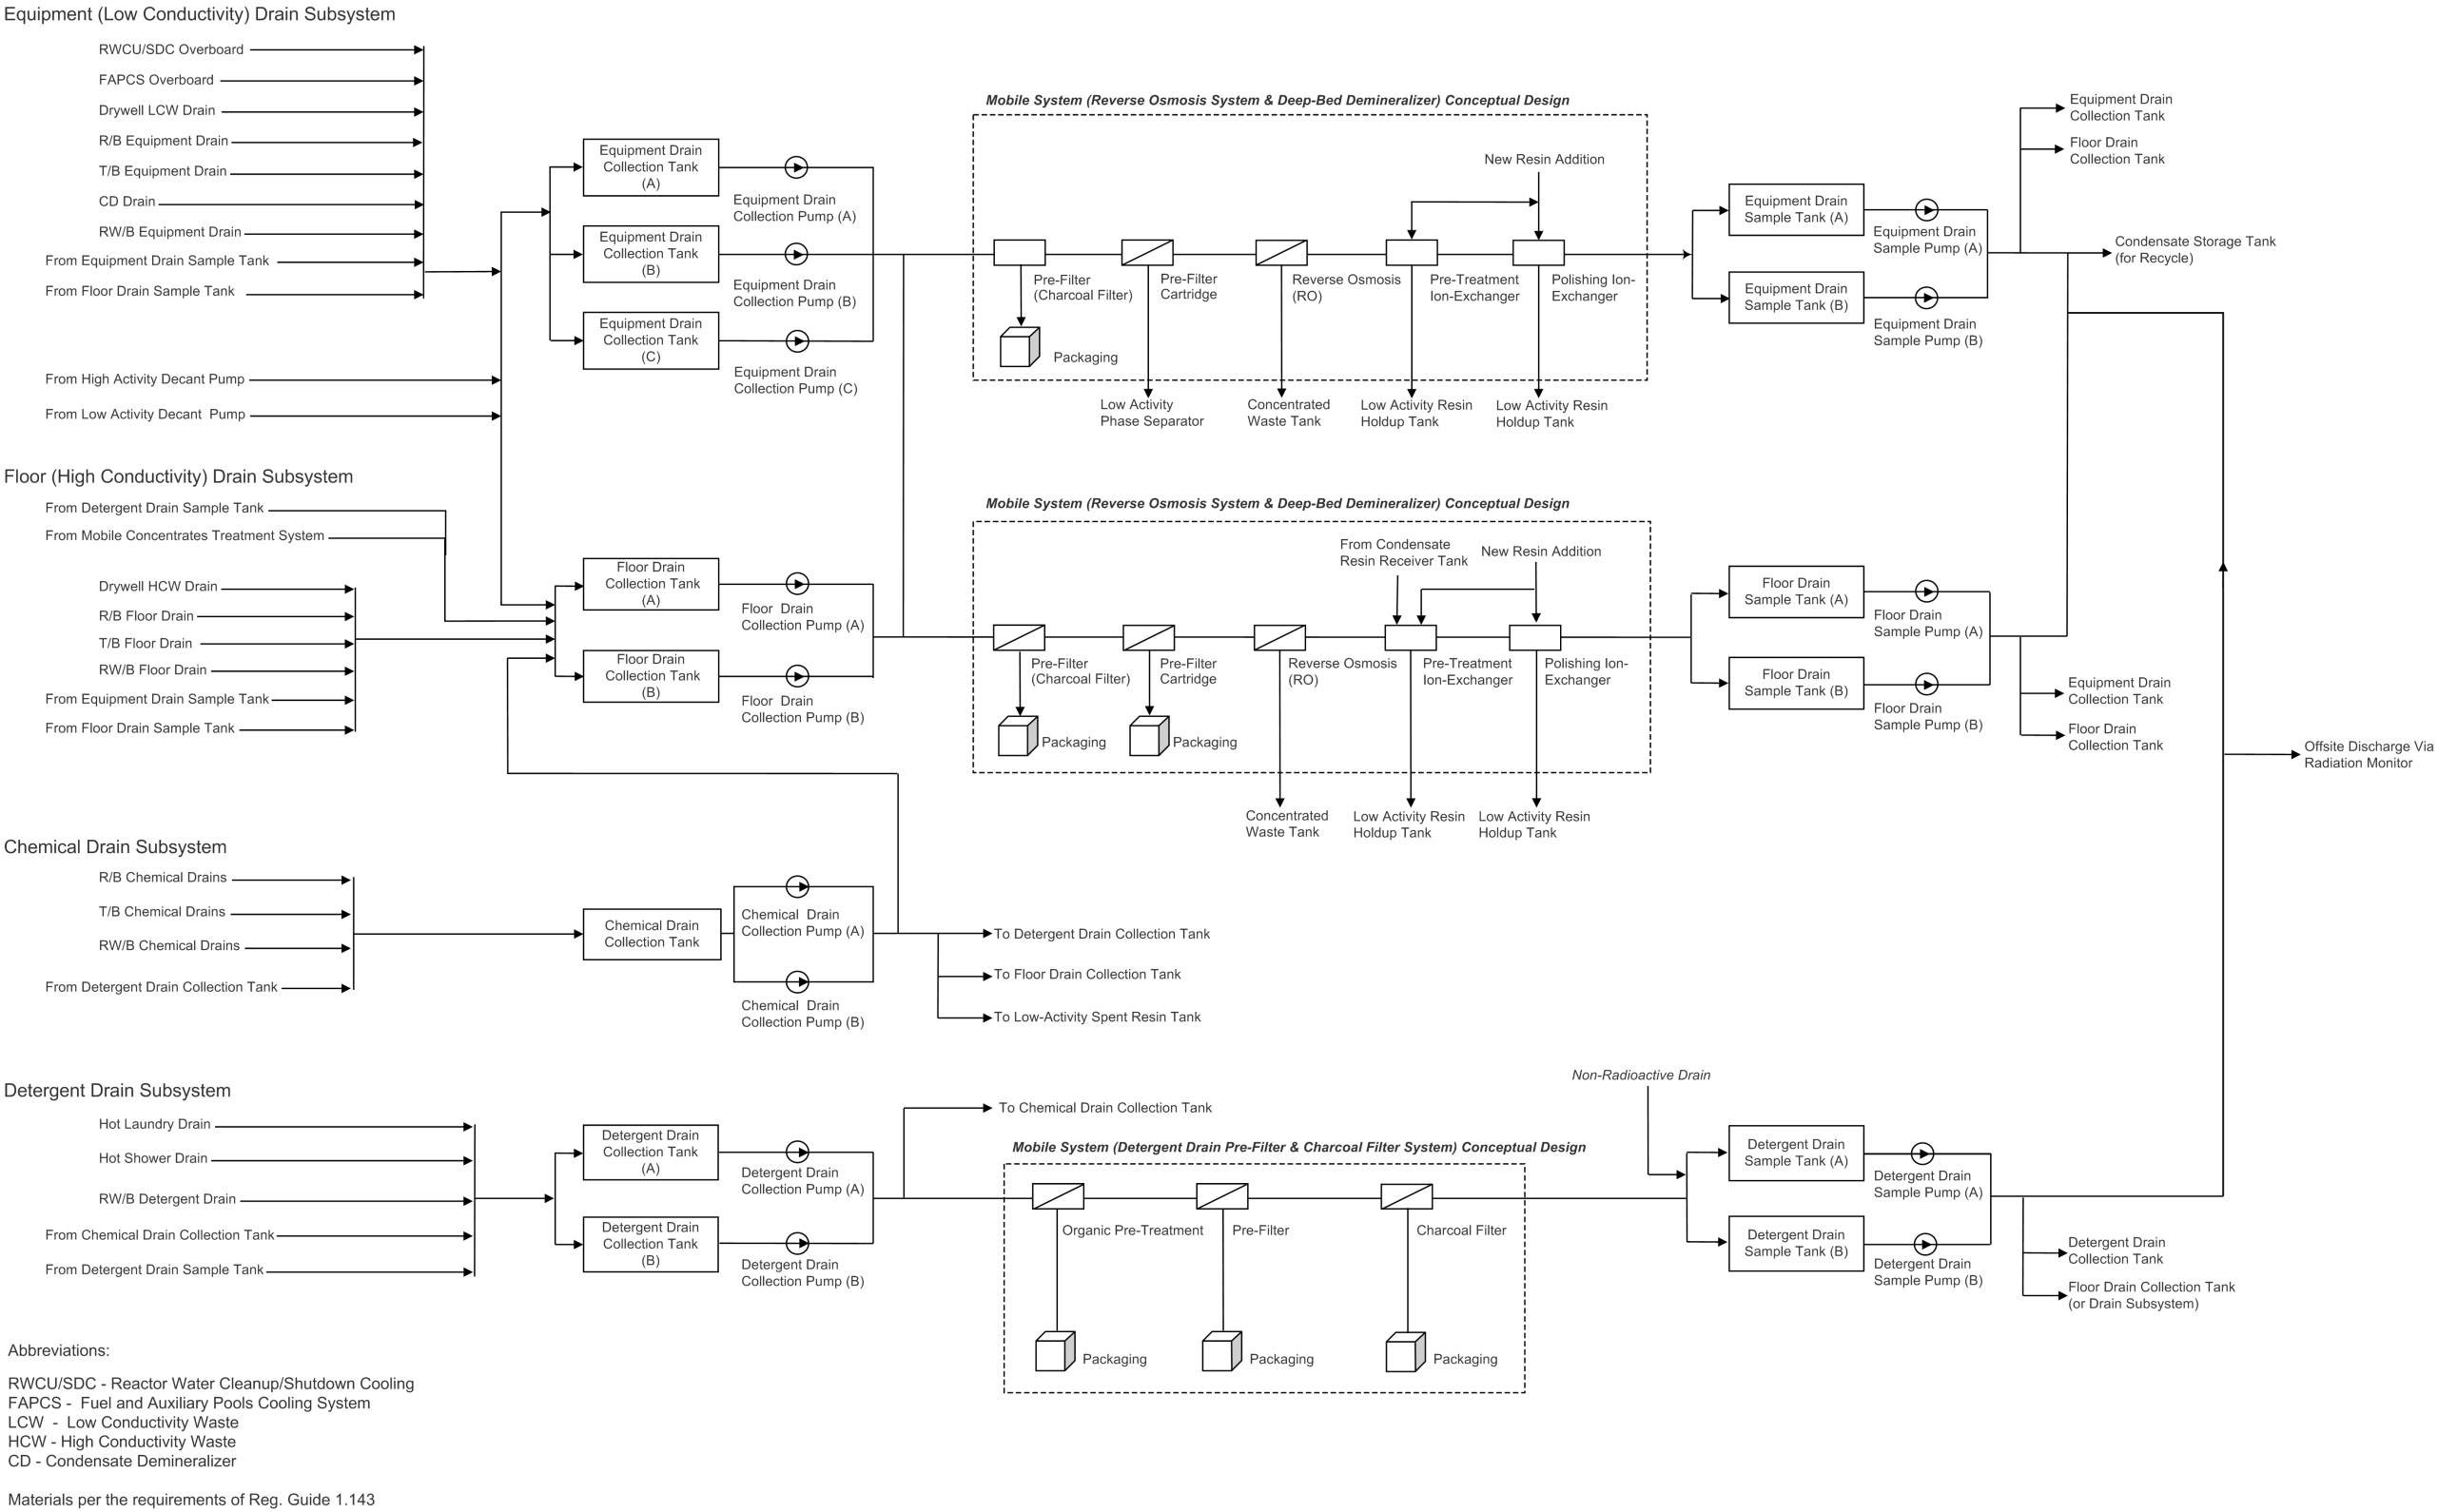 Equipment (Low Conductivity) Drain Subsystem
RWCU/SDC Overboard
FAPCS Overboard
Drywell LCW Drain
R/B Equipment Drain
T/B Equipment Drain
CD Drain
RW/B Equipment Drain
From Equipment Drain Sample Tank
From Floor Drain Sample Tank
From High Activity Decant Pump
From Low Activity Decant Pump
Equipment Drain
Collection Tank
(A)
Equipment Drain
Collection Pump (A)
Equipment Drain
Collection Tank
(B)
Equipment Drain
Collection Pump (B)
Equipment Drain
Collection Tank
(C)
Equipment Drain
Collection Pump (C)
Mobile System (Reverse Osmosis System & Deep-Bed Demineralizer) Conceptual Design
New Resin Addition
Pre-Filter
(Charcoal Filter)
Pre-Filter
Cartridge
Reverse Osmosis
(RO)
Pre-Treatment
Ion-Exchanger
Polishing Ion-
Exchanger
Packaging
Low Activity
Phase Separator
Concentrated
Waste Tank
Low Activity Resin
Holdup Tank
Low Activity Resin
Holdup Tank
Equipment Drain
Sample Tank (A)
Equipment Drain
Sample Pump (A)
Equipment Drain
Sample Tank (B)
Equipment Drain
Sample Pump (B)
Equipment Drain
Collection Tank
Floor Drain
Collection Tank
Condensate Storage Tank
(for Recycle)
Floor (High Conductivity) Drain Subsystem
From Detergent Drain Sample Tank
From Mobile Concentrates Treatment System
Drywell HCW Drain
R/B Floor Drain
T/B Floor Drain
RW/B Floor Drain
From Equipment Drain Sample Tank
From Floor Drain Sample Tank
Floor Drain
Collection Tank
(A)
Floor Drain
Collection Pump (A)
Floor Drain
Collection Tank
(B)
Floor Drain
Collection Pump (B)
Mobile System (Reverse Osmosis System & Deep-Bed Demineralizer) Conceptual Design
From Condensate
Resin Receiver Tank
New Resin Addition
Pre-Filter
(Charcoal Filter)
Pre-Filter
Cartridge
Reverse Osmosis
(RO)
Pre-Treatment
Ion-Exchanger
Polishing Ion-
Exchanger
Packaging
Packaging
Concentrated
Waste Tank
Low Activity Resin
Holdup Tank
Low Activity Resin
Holdup Tank
Floor Drain
Sample Tank (A)
Floor Drain
Sample Pump (A)
Floor Drain
Sample Tank (B)
Floor Drain
Sample Pump (B)
Equipment Drain
Collection Tank
Floor Drain
Collection Tank
Offsite Discharge Via
Radiation Monitor
Chemical Drain Subsystem
R/B Chemical Drains
T/B Chemical Drains
RW/B Chemical Drains
From Detergent Drain Collection Tank
Chemical Drain
Collection Tank
Chemical Drain
Collection Pump (A)
Chemical Drain
Collection Pump (B)
To Detergent Drain Collection Tank
To Floor Drain Collection Tank
To Low-Activity Spent Resin Tank
Detergent Drain Subsystem
Hot Laundry Drain
Hot Shower Drain
RW/B Detergent Drain
From Chemical Drain Collection Tank
From Detergent Drain Sample Tank
Detergent Drain
Collection Tank
(A)
Detergent Drain
Collection Pump (A)
Detergent Drain
Collection Tank
(B)
Detergent Drain
Collection Pump (B)
To Chemical Drain Collection Tank
Mobile System (Detergent Drain Pre-Filter & Charcoal Filter System) Conceptual Design
Organic Pre-Treatment
Pre-Filter
Charcoal Filter
Packaging
Packaging
Packaging
Non-Radioactive Drain
Detergent Drain
Sample Tank (A)
Detergent Drain
Sample Pump (A)
Detergent Drain
Sample Tank (B)
Detergent Drain
Sample Pump (B)
Detergent Drain
Collection Tank
Floor Drain Collection Tank
(or Drain Subsystem)
Abbreviations:
RWCU/SDC - Reactor Water Cleanup/Shutdown Cooling
FAPCS - Fuel and Auxiliary Pools Cooling System
LCW - Low Conductivity Waste
HCW - High Conductivity Waste
CD - Condensate Demineralizer
Materials per the requirements of Reg. Guide 1.143